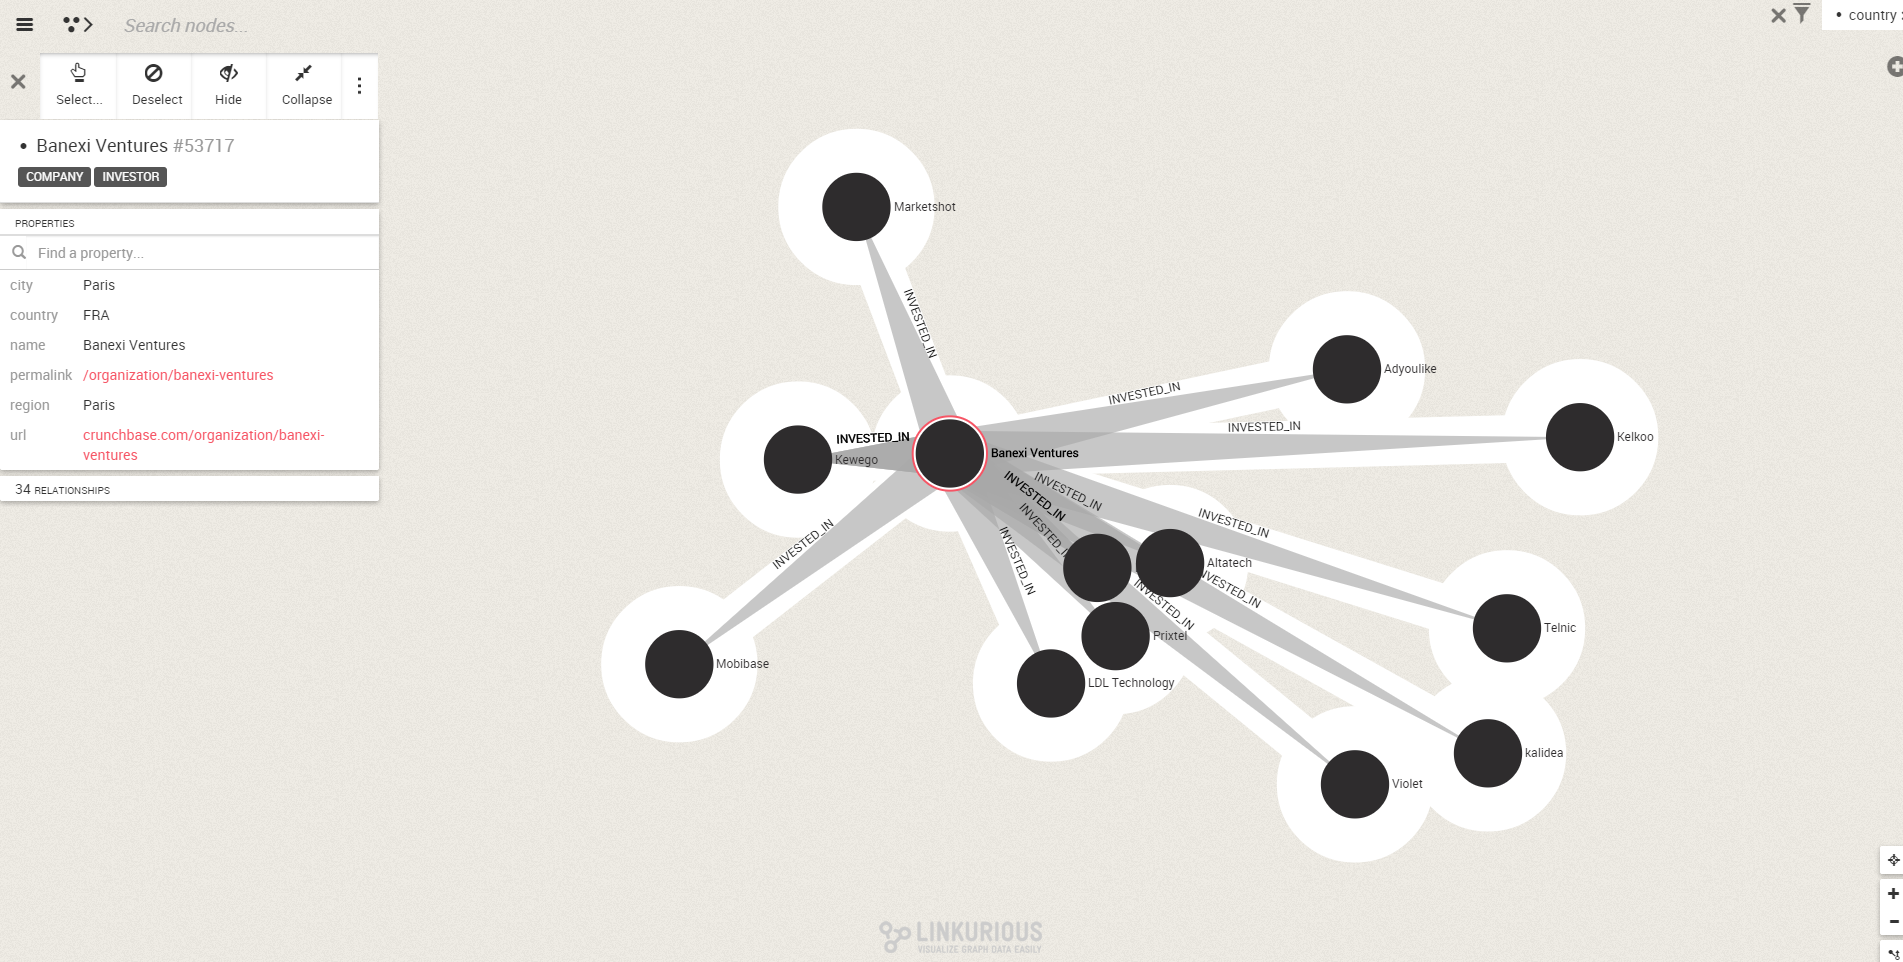 Search nodes...
country
Select...
Deselect
Hide
Collapse
• Banexi Ventures #53717
COMPANY INVESTOR
PROPERTIES
Find a property...
city Paris
country FRA
name Banexi Ventures
permalink /organization/banexi-ventures
region Paris
url crunchbase.com/organization/banexi-
ventures
34 RELATIONSHIPS
Marketshot
INVESTED_IN
Adyoulike
INVESTED_IN
INVESTED_IN
Kelkoo
INVESTED_IN
Kewego
Banexi Ventures
INVESTED_IN
INVESTED_IN
INVESTED_IN
INVESTED_IN
INVESTED_IN
INVESTED_IN
Altatech
INVESTED_IN
INVESTED_IN
Telnic
Prixtel
Mobibase
LDL Technology
kalidea
Violet
LINKURIOUS
VISUALIZE GRAPH DATA EASILY